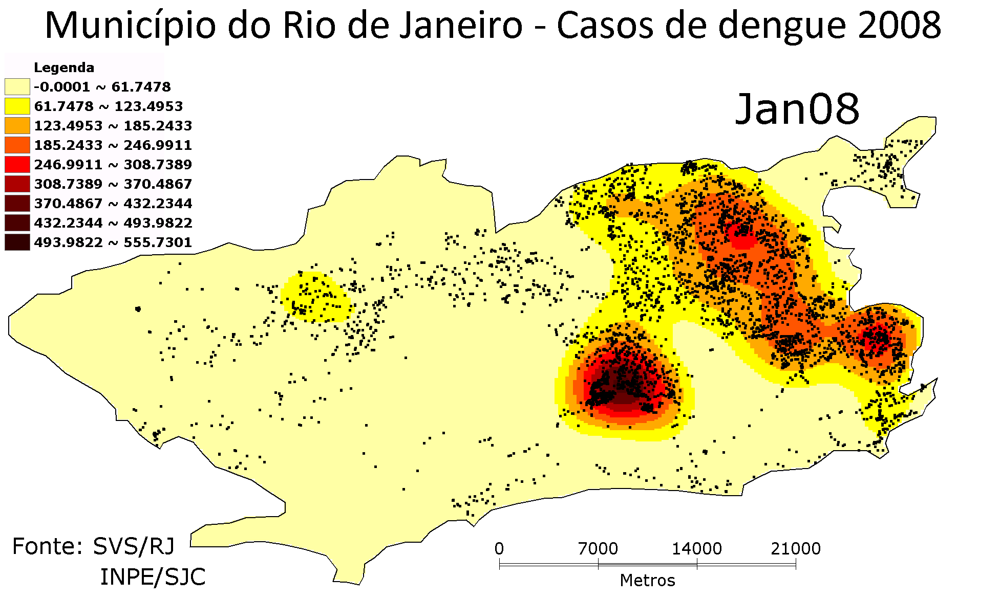 Município do Rio de Janeiro - Casos de dengue 2008
Legenda
-0.0001 ~ 61.7478
61.7478 ~ 123.4953
123.4953 ~ 185.2433
185.2433 ~ 246.9911
246.9911 ~ 308.7389
308.7389 ~ 370.4867
370.4867 ~ 432.2344
432.2344 ~ 493.9822
493.9822 ~ 555.7301
Jan08
Fonte: SVS/RJ
INPE/SJC
0 7000 14000 21000
Metros